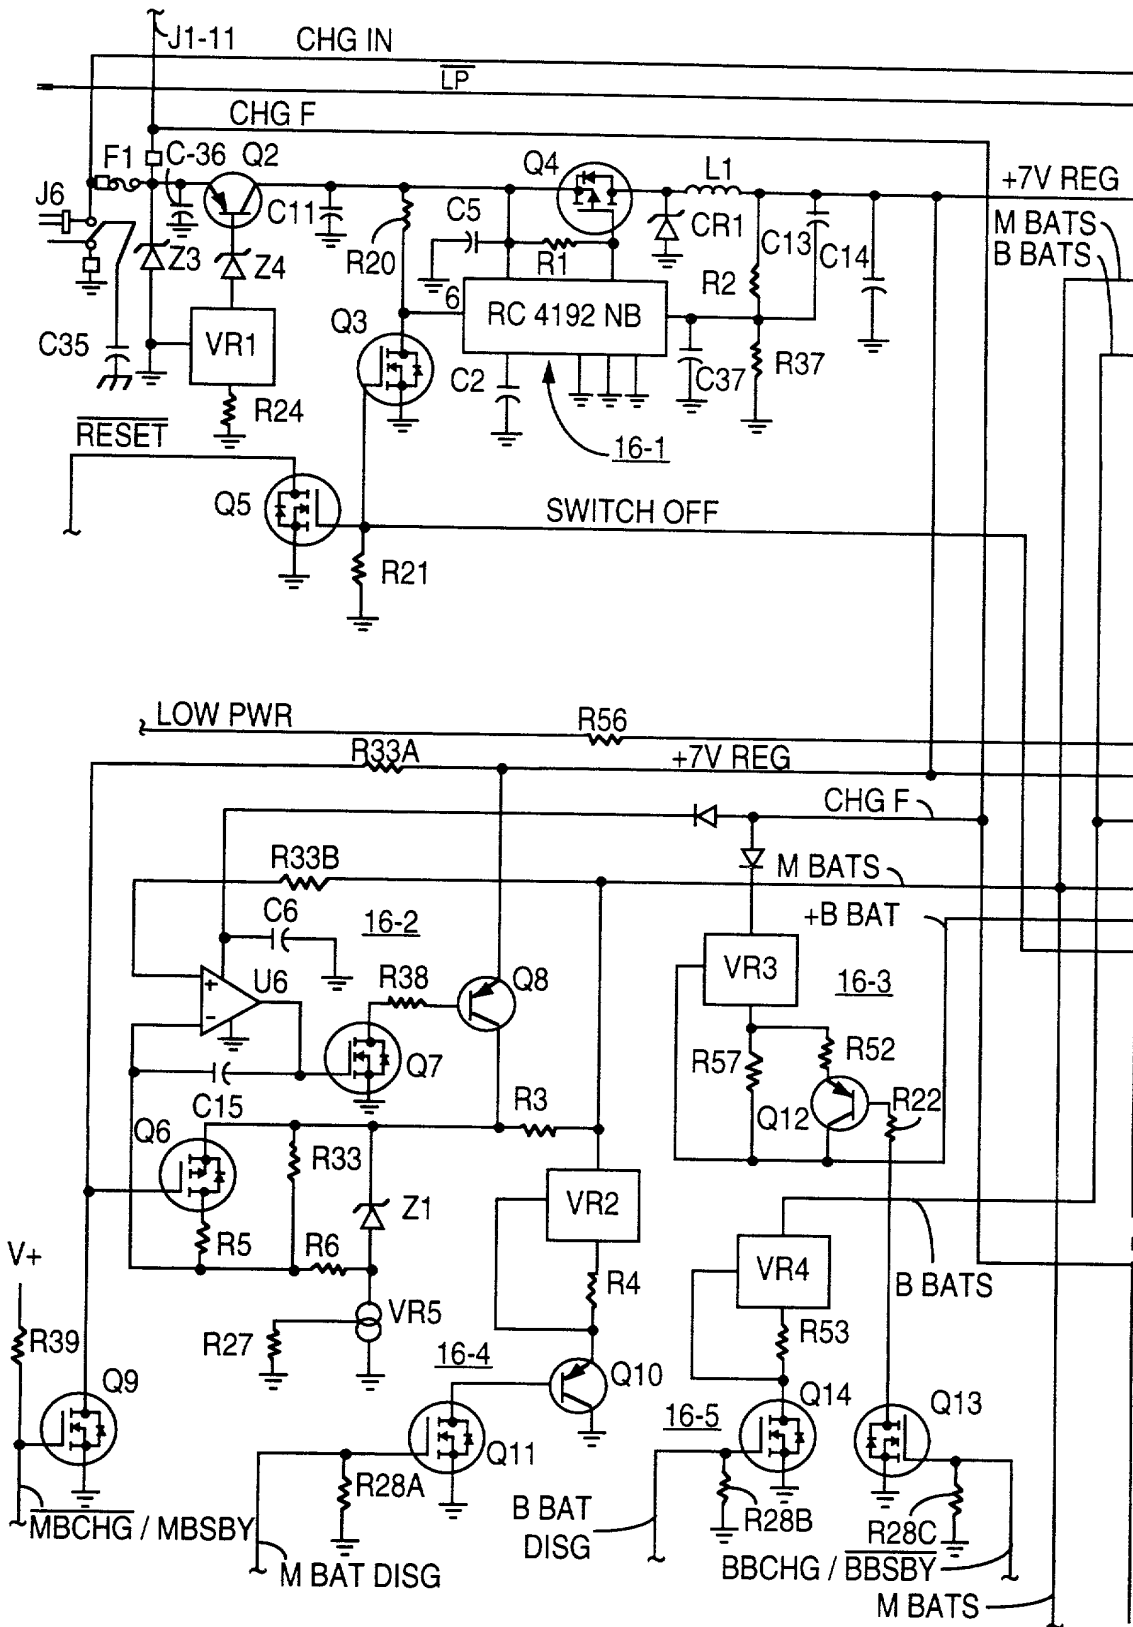 J1-11
CHG IN
LP
CHG F
F1
C-36
Q2
Q4
L1
+7V REG
J6
C11
C5
CR1
C13
M BATS
B BATS
Z3
Z4
R20
R1
R2
C14
6
RC 4192 NB
Q3
VR1
C35
C2
C37
R37
R24
RESET
16-1
Q5
SWITCH OFF
R21
LOW PWR
R56
R33A
+7V REG
CHG F
R33B
M BATS
C6
16-2
+B BAT
+
U6
R38
Q8
VR3
16-3
-
Q7
R57
R52
C15
R3
Q12
R22
Q6
R33
VR2
Z1
R5
R6
V+
R4
VR4
B BATS
VR5
R53
R39
R27
16-4
Q9
Q10
Q14
Q13
16-5
Q11
R28A
B BAT
DISG
R28B
R28C
MBCHG / MBSBY
M BAT DISG
BBCHG / BBSBY
M BATS